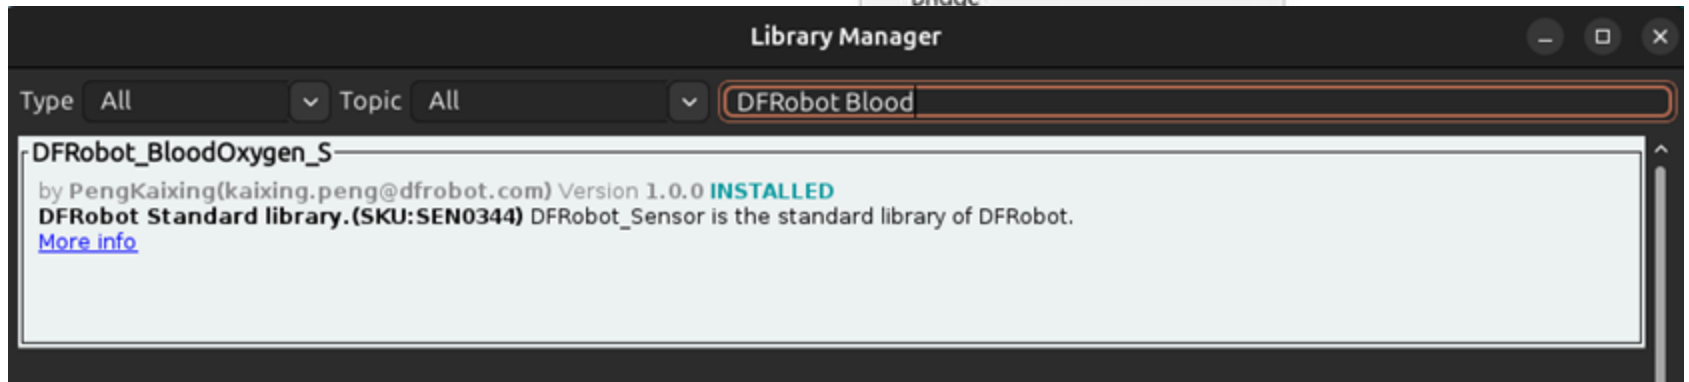 Library Manager
Type All Topic All DFRobot Blood
DFRobot_BloodOxygen_S
by PengKaixing(kaixing.peng@dfrobot.com) Version 1.0.0 INSTALLED
DFRobot Standard library.(SKU:SEN0344) DFRobot_Sensor is the standard library of DFRobot.
More info